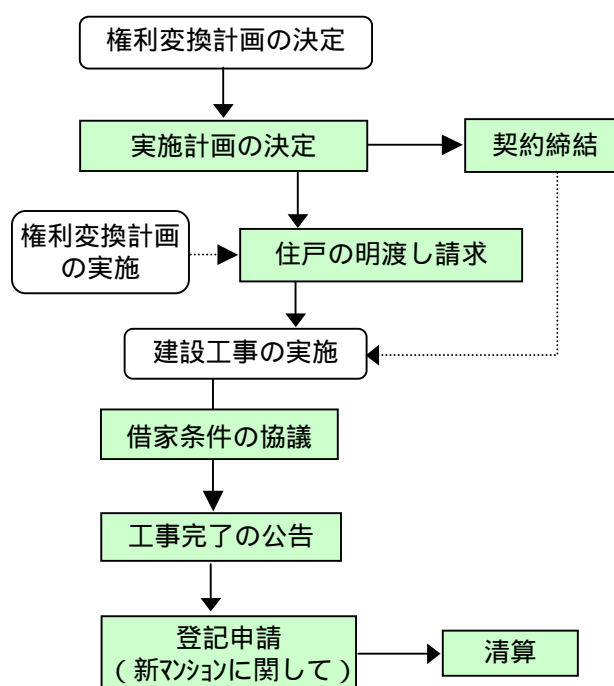 権利変換計画の決定
実施計画の決定
契約締結
権利変換計画
の実施
住戸の明渡し請求
建設工事の実施
借家条件の協議
工事完了の公告
登記申請
(新ﾏﾝｼｮﾝに関して)
清算